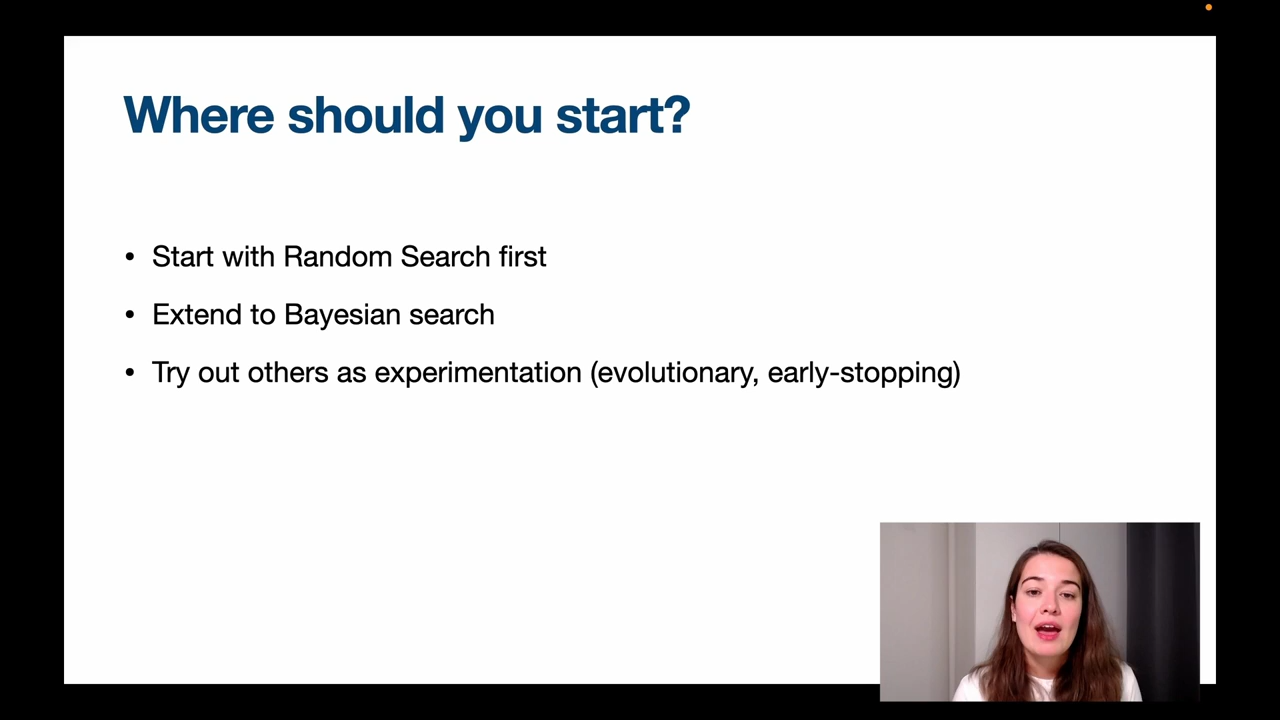 Where should you start?
• Start with Random Search first
• Extend to Bayesian search
• Try out others as experimentation (evolutionary, early-stopping)